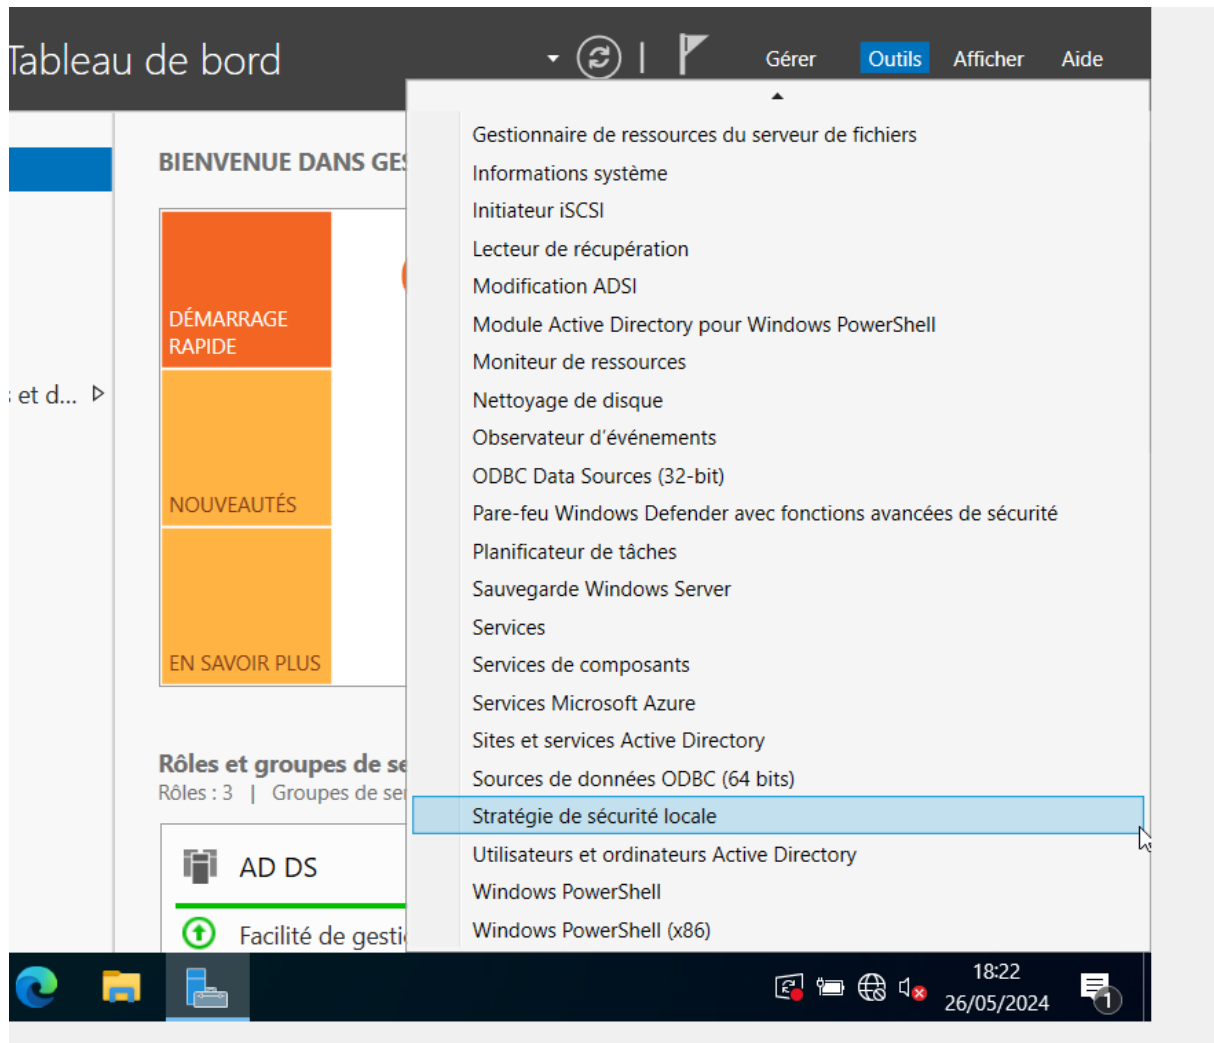 Tableau de bord
Gérer Outils Afficher Aide
Gestionnaire de ressources du serveur de fichiers
Informations système
Initiateur iSCSI
Lecteur de récupération
Modification ADSI
Module Active Directory pour Windows PowerShell
Moniteur de ressources
Nettoyage de disque
Observateur d'événements
ODBC Data Sources (32-bit)
Pare-feu Windows Defender avec fonctions avancées de sécurité
Planificateur de tâches
Sauvegarde Windows Server
Services
Services de composants
Services Microsoft Azure
Sites et services Active Directory
Sources de données ODBC (64 bits)
Stratégie de sécurité locale
Utilisateurs et ordinateurs Active Directory
Windows PowerShell
Windows PowerShell (x86)
et d...
BIENVENUE DANS GES
DÉMARRAGE
RAPIDE
NOUVEAUTÉS
EN SAVOIR PLUS
Rôles et groupes de se
Rôles : 3 | Groupes de ser
AD DS
Facilité de gesti
18:22
26/05/2024
1